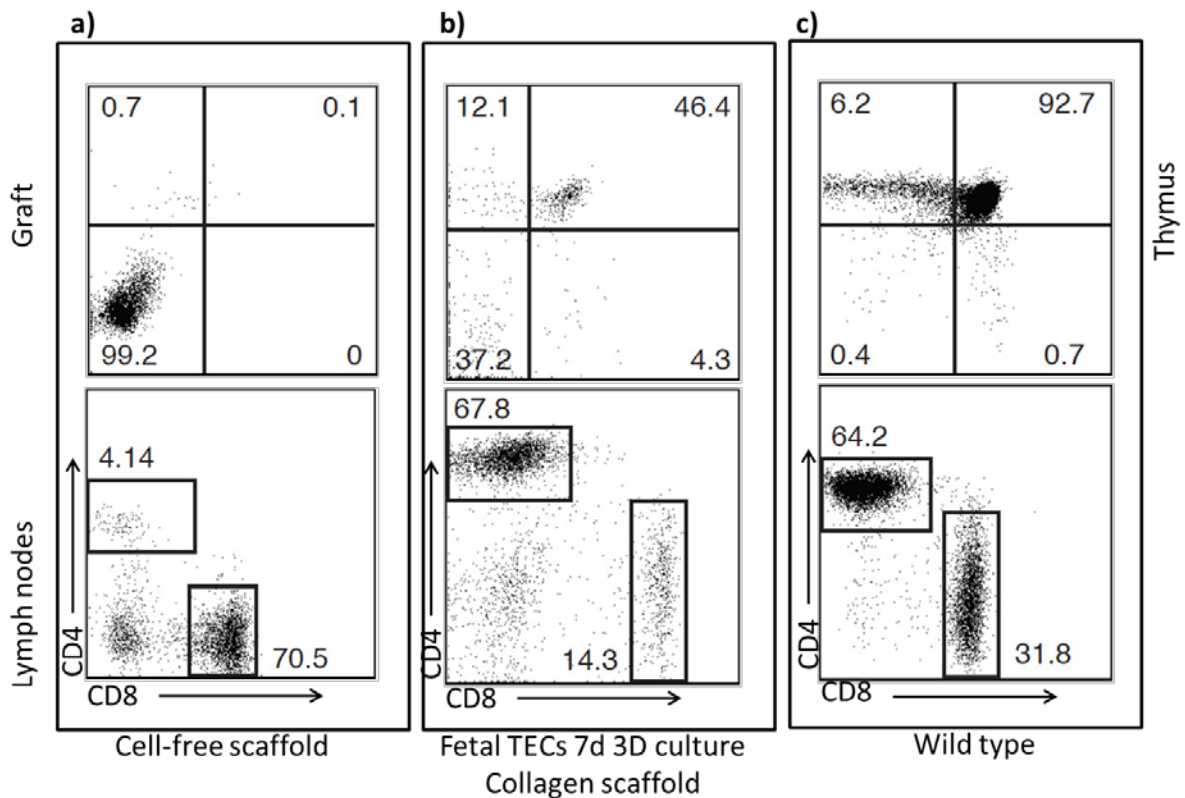 a)
b)
c)
Graft
0.7 0.1
99.2 0
12.1 46.4
37.2 4.3
6.2 92.7
0.4 0.7
Thymus
Lymph nodes
4.14
70.5
CD4
CD8
67.8
14.3
CD4
CD8
64.2
31.8
CD4
CD8
Cell-free scaffold
Fetal TECs 7d 3D culture
Collagen scaffold
Wild type